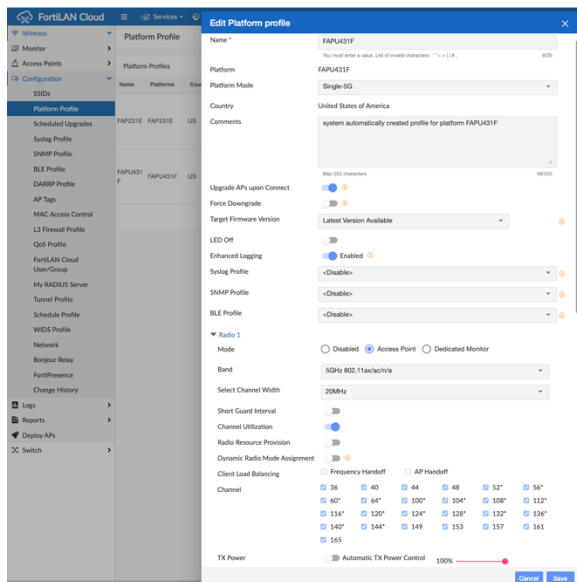 FortiLAN Cloud
Services
Wireless
Monitor
Access Points
Configuration
SSIDs
Platform Profile
Scheduled Upgrades
Syslog Profile
SNMP Profile
BLE Profile
DARRP Profile
AP Tags
MAC Access Control
L3 Firewall Profile
QoS Profile
FortiLAN Cloud
User/Group
My RADIUS Server
Tunnel Profile
Schedule Profile
WIDS Profile
Network
Bonjour Relay
FortiPresence
Change History
Logs
Reports
Deploy APs
Switch
Platform Profile
Platform Profiles
Name Platforms Cou
FAP231E FAP231E US
FAPU431
F FAPU431F US
Edit Platform profile
Name * FAPU431F
You must enter a value. List of invalid characters: ' " < > ( ) # , 8/35
Platform FAPU431F
Platform Mode Single-5G
Country United States of America
Comments system automatically created profile for platform FAPU431F
Max 255 characters
Upgrade APs upon Connect
Force Downgrade
Target Firmware Version Latest Version Available
LED Off
Enhanced Logging Enabled
Syslog Profile <Disable>
SNMP Profile <Disable>
BLE Profile <Disable>
Radio 1
Mode Disabled Access Point Dedicated Monitor
Band 5GHz 802.11ax/ac/n/a
Select Channel Width 20MHz
Short Guard Interval
Channel Utilization
Radio Resource Provision
Dynamic Radio Mode Assignment
Client Load Balancing Frequency Handoff AP Handoff
Channel 36 40 44 48 52* 56*
60* 64* 100* 104* 108* 112*
116* 120* 124* 128* 132* 136*
140* 144* 149 153 157 161
165
TX Power Automatic TX Power Control 100%
Cancel Save